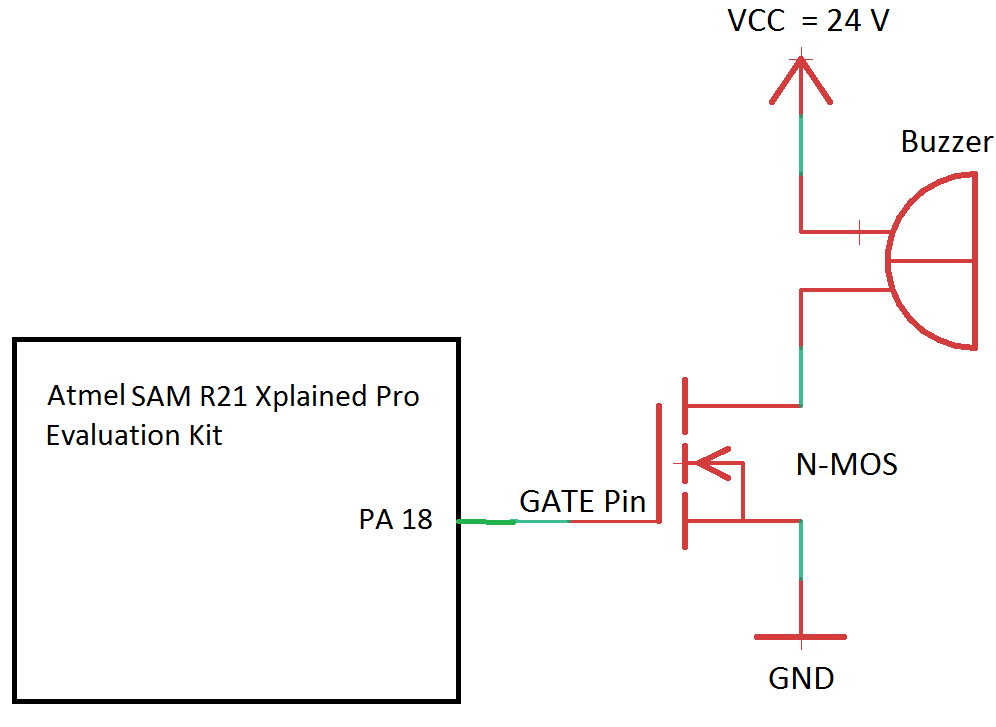 VCC = 24 V
Buzzer
Atmel SAM R21 Xplained Pro
Evaluation Kit
N-MOS
GATE Pin
PA 18
GND